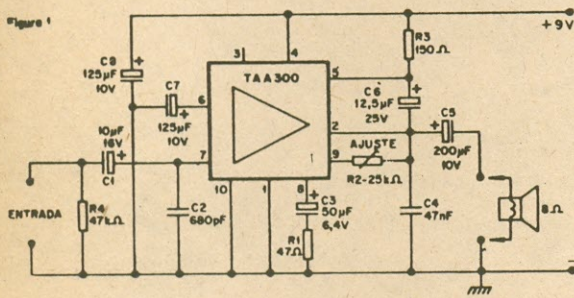 Figura 1
+ 9V
C8
125µF
10V
3
4
R3
150Ω
TAA300
5
C7
125µF
10V
6
C6
12,5µF
25V
2
C5
200µF
10V
10µF
16V
C1
7
AJUSTE
9
R2-25kΩ
ENTRADA
R4
47kΩ
C2
680pF
10
1
8
C3
50µF
6,4V
R1
47Ω
C4
47nF
8Ω